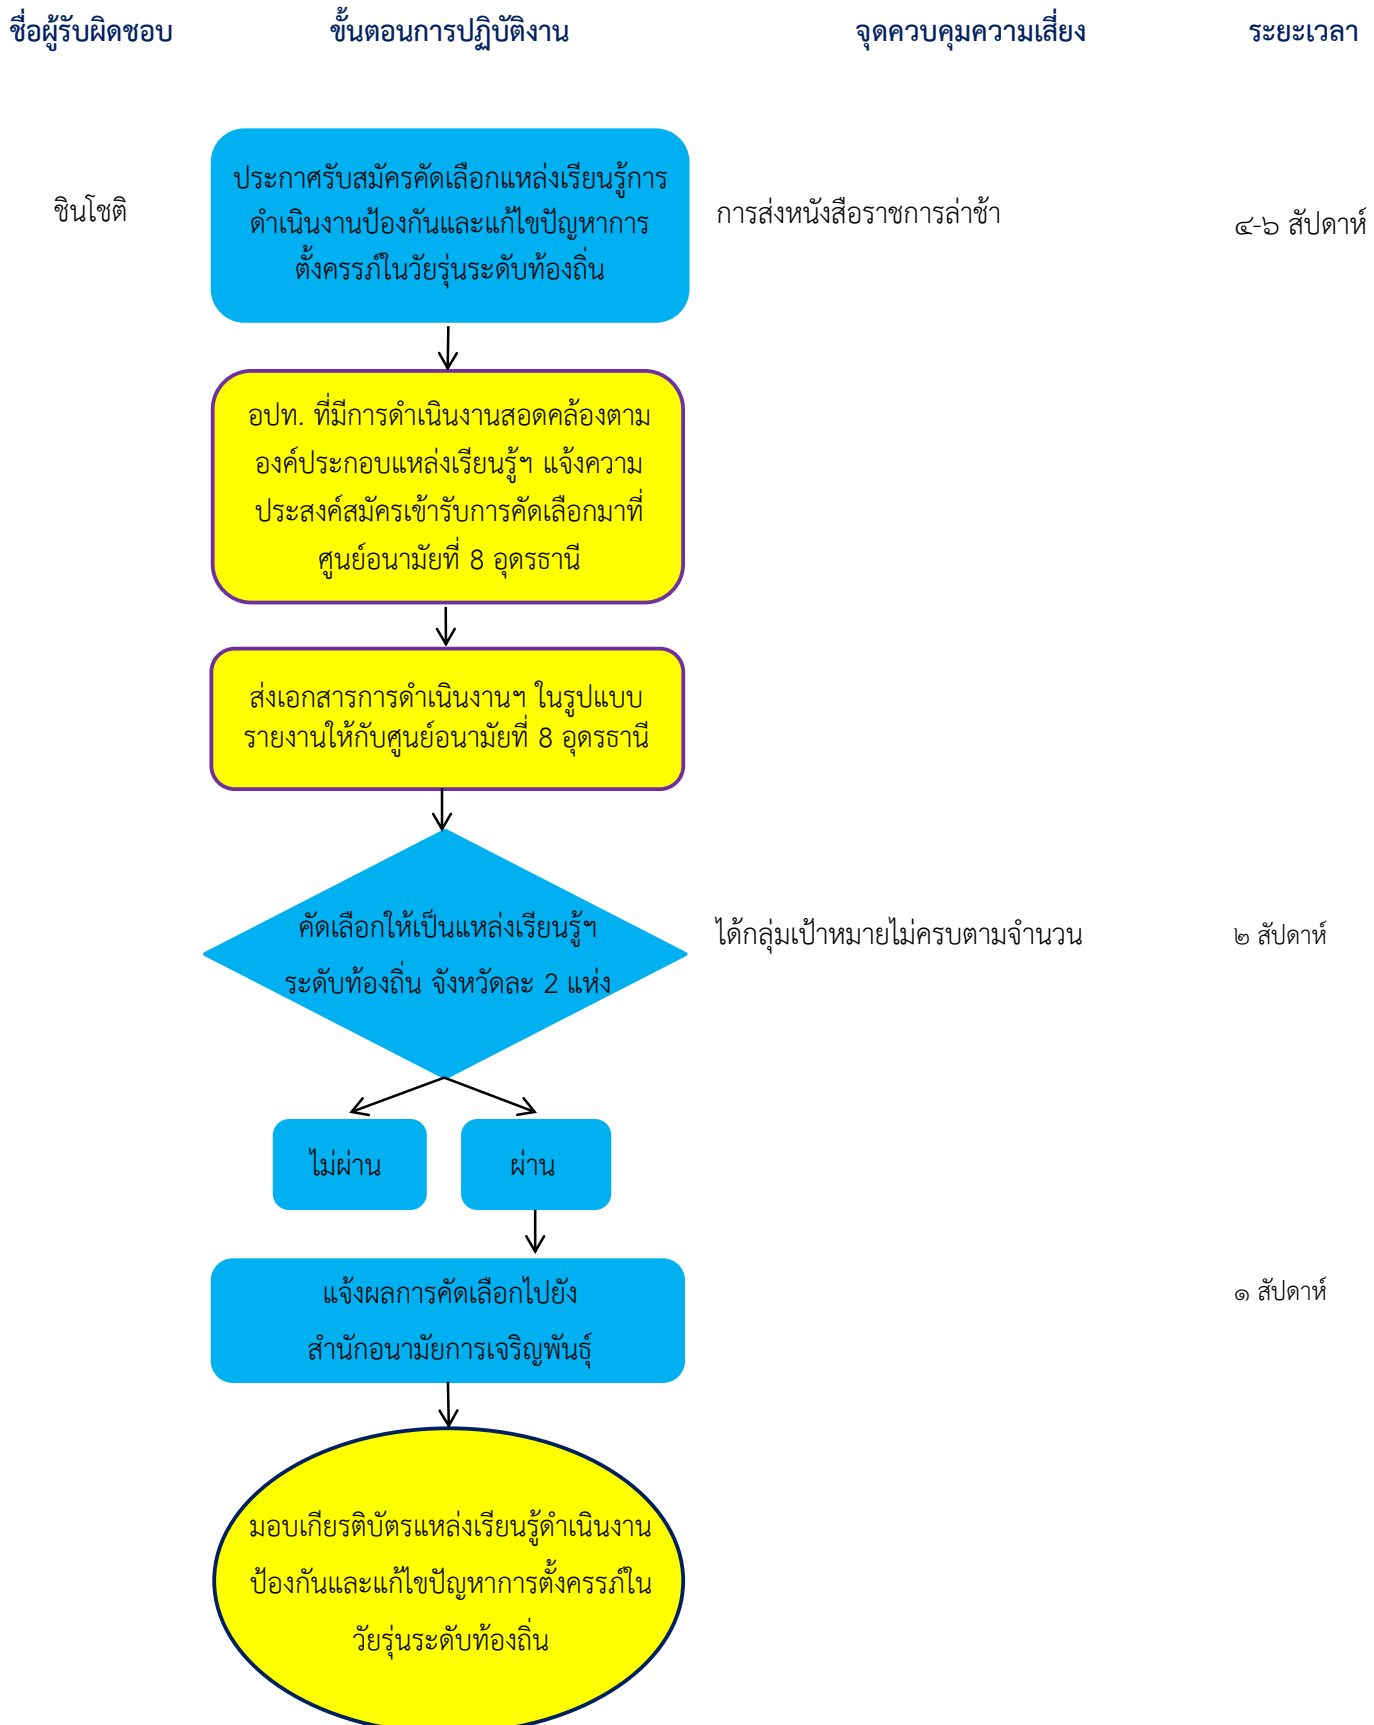 ชื่อผู้รับผิดชอบ ขั้นตอนการปฏิบัติงาน จุดควบคุมความเสี่ยง ระยะเวลา
ประกาศรับสมัครคัดเลือกแหล่งเรียนรู้การ
ดำเนินงานป้องกันและแก้ไขปัญหาการ
ตั้งครรภ์ในวัยรุ่นระดับท้องถิ่น
ชินโชติ
การส่งหนังสือราชการล่าช้า
๔-๖ สัปดาห์
อปท. ที่มีการดำเนินงานสอดคล้องตาม
องค์ประกอบแหล่งเรียนรู้ฯ แจ้งความ
ประสงค์สมัครเข้ารับการคัดเลือกมาที่
ศูนย์อนามัยที่ 8 อุดรธานี
ส่งเอกสารการดำเนินงานฯ ในรูปแบบ
รายงานให้กับศูนย์อนามัยที่ 8 อุดรธานี
คัดเลือกให้เป็นแหล่งเรียนรู้ฯ
ระดับท้องถิ่น จังหวัดละ 2 แห่ง
ได้กลุ่มเป้าหมายไม่ครบตามจำนวน
๒ สัปดาห์
ไม่ผ่าน
ผ่าน
แจ้งผลการคัดเลือกไปยัง
สำนักอนามัยการเจริญพันธุ์
๑ สัปดาห์
มอบเกียรติบัตรแหล่งเรียนรู้ดำเนินงาน
ป้องกันและแก้ไขปัญหาการตั้งครรภ์ใน
วัยรุ่นระดับท้องถิ่น